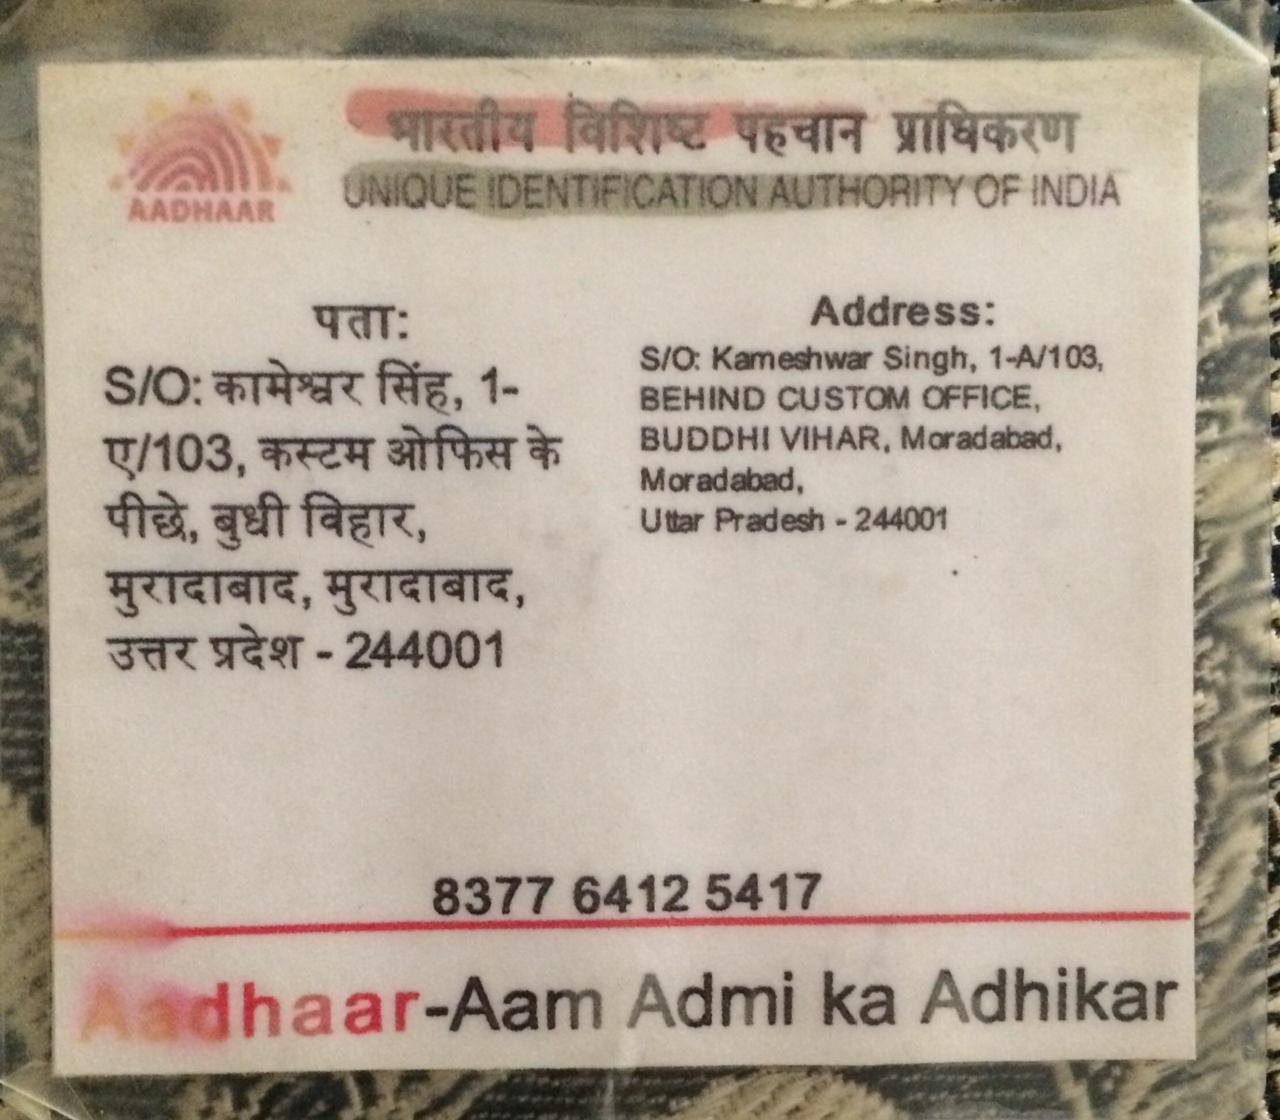 भारतीय विशिष्ट पहचान प्राधिकरण
UNIQUE IDENTIFICATION AUTHORITY OF INDIA
AADHAAR
पता:
S/O: कामेश्वर सिंह, 1-
ए/103, कस्टम ओफिस के
पीछे, बुधी विहार,
मुरादाबाद, मुरादाबाद,
उत्तर प्रदेश - 244001
Address:
S/O: Kameshwar Singh, 1-A/103,
BEHIND CUSTOM OFFICE,
BUDDHI VIHAR, Moradabad,
Moradabad,
Uttar Pradesh - 244001
8377 6412 5417
Aadhaar-Aam Admi ka Adhikar